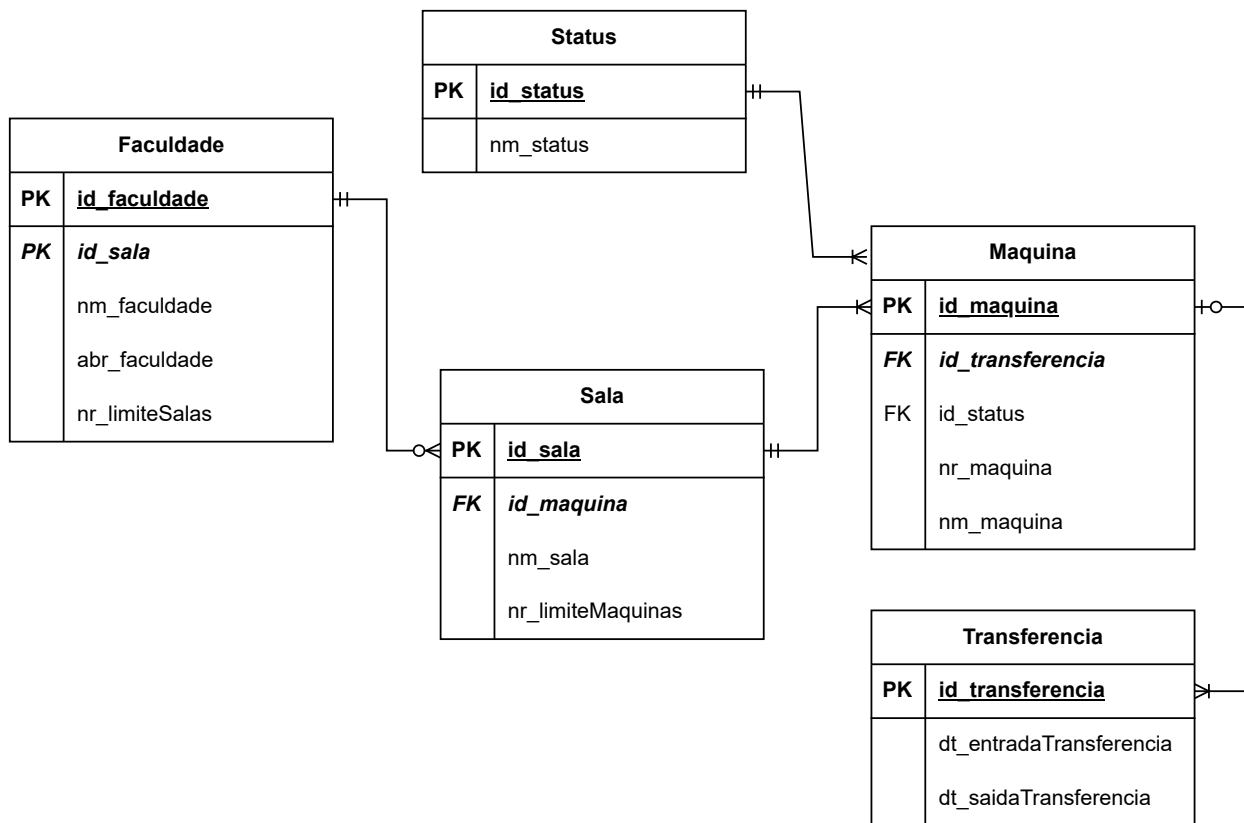 Status
PK id_status
nm_status
Faculdade
PK id_faculdade
PK id_sala
nm_faculdade
abr_faculdade
nr_limiteSalas
Maquina
PK id_maquina
FK id_transferencia
FK id_status
nr_maquina
nm_maquina
Sala
PK id_sala
FK id_maquina
nm_sala
nr_limiteMaquinas
Transferencia
PK id_transferencia
dt_entradaTransferencia
dt_saidaTransferencia